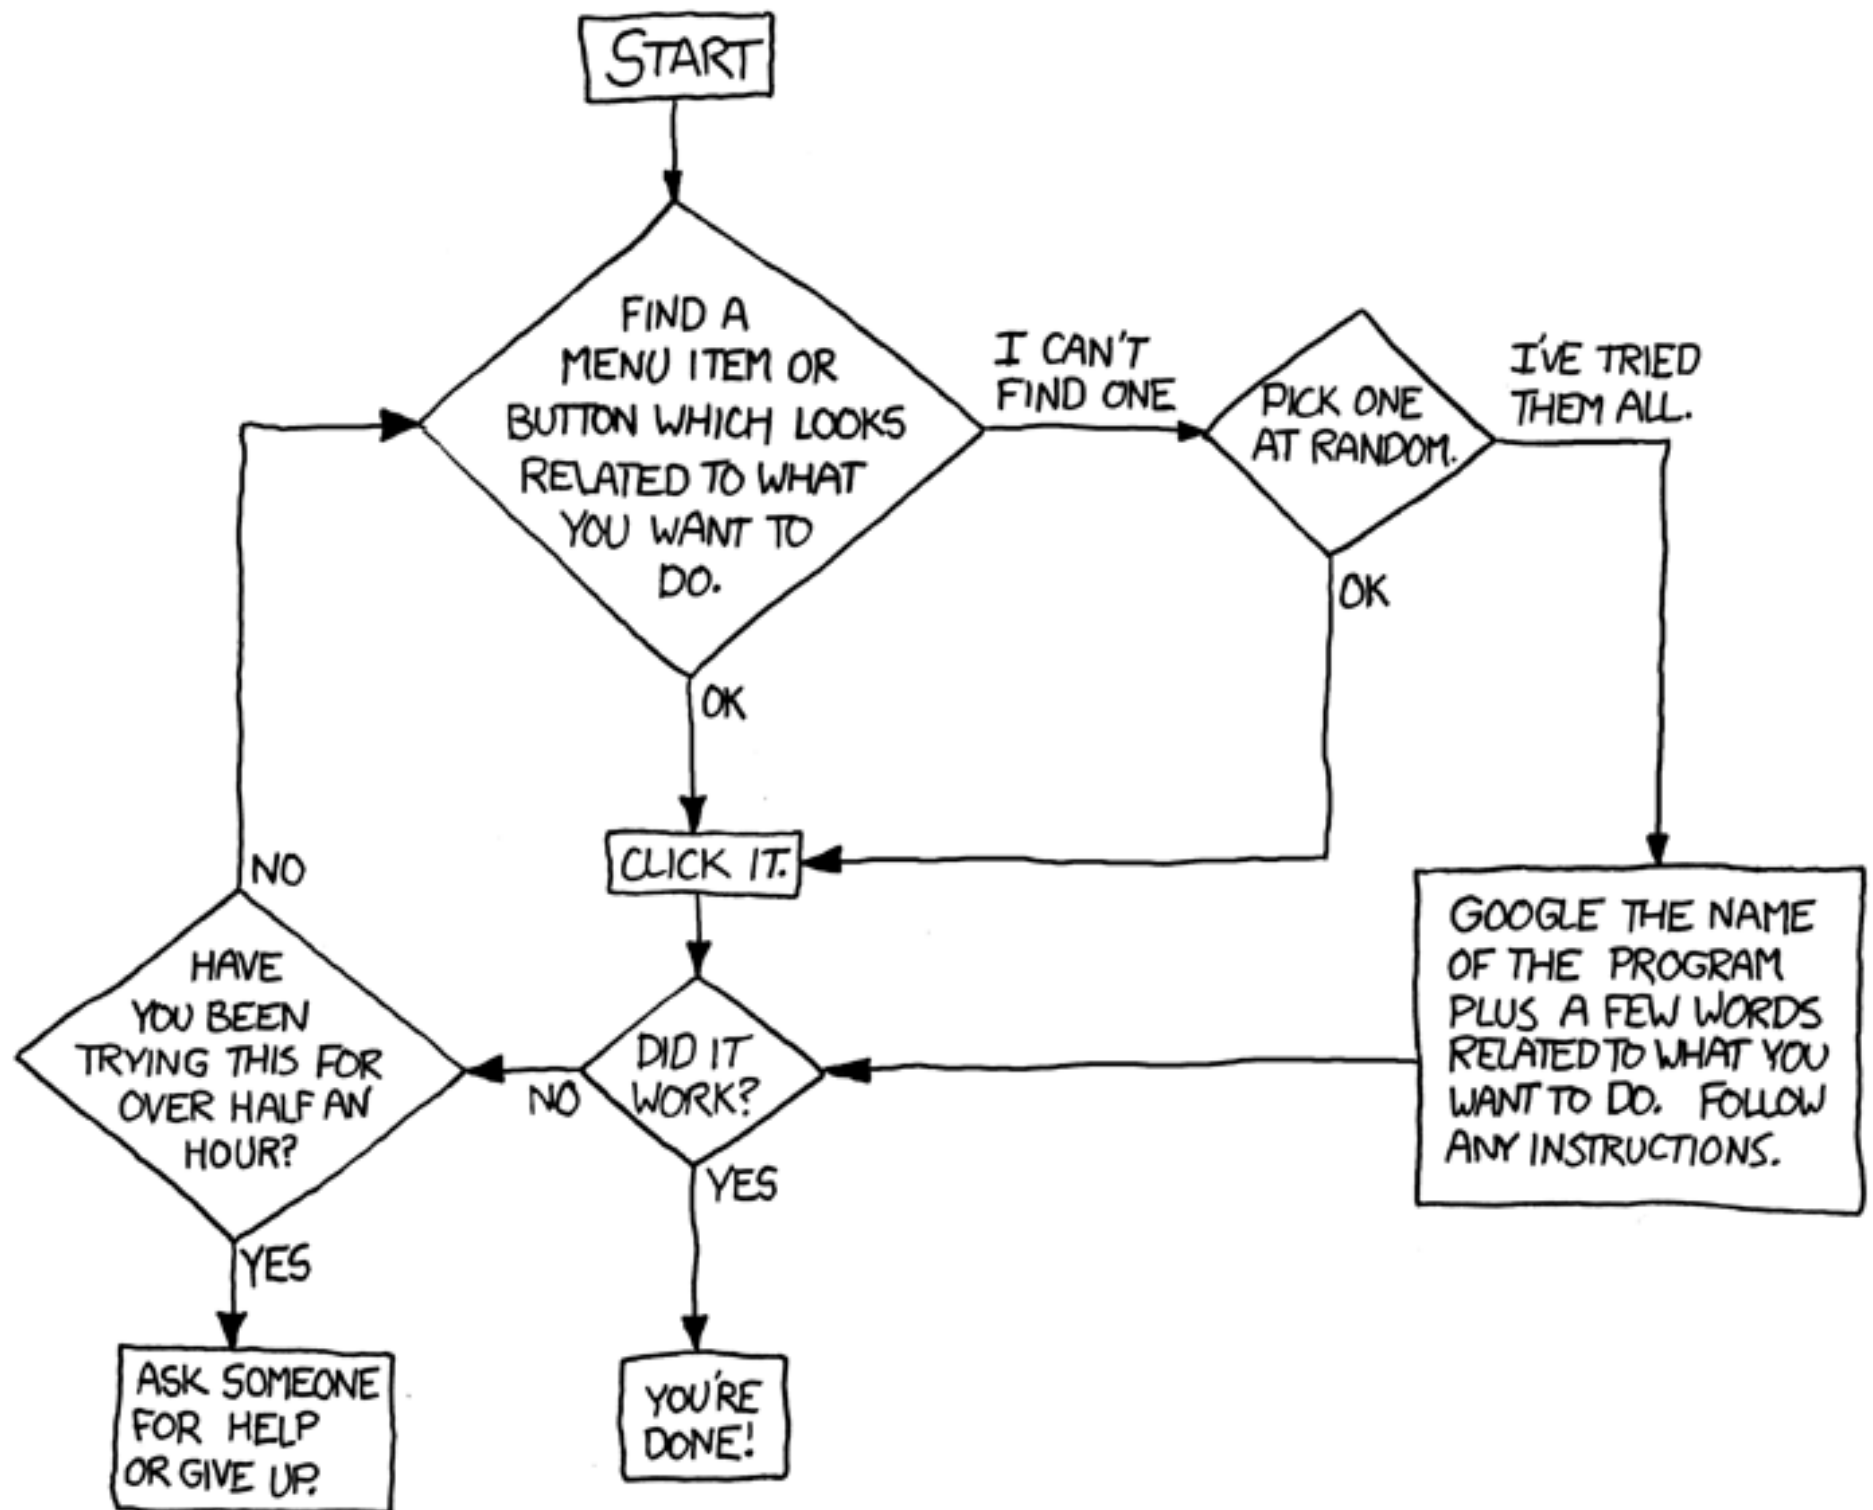 START
FIND A
MENU ITEM OR
BUTTON WHICH LOOKS
RELATED TO WHAT
YOU WANT TO
DO.
I CAN'T
FIND ONE
PICK ONE
AT RANDOM.
I'VE TRIED
THEM ALL.
OK
OK
CLICK IT.
NO
HAVE
YOU BEEN
TRYING THIS FOR
OVER HALF AN
HOUR?
NO
DID IT
WORK?
GOOGLE THE NAME
OF THE PROGRAM
PLUS A FEW WORDS
RELATED TO WHAT YOU
WANT TO DO. FOLLOW
ANY INSTRUCTIONS.
YES
YES
ASK SOMEONE
FOR HELP
OR GIVE UP.
YOU'RE
DONE!